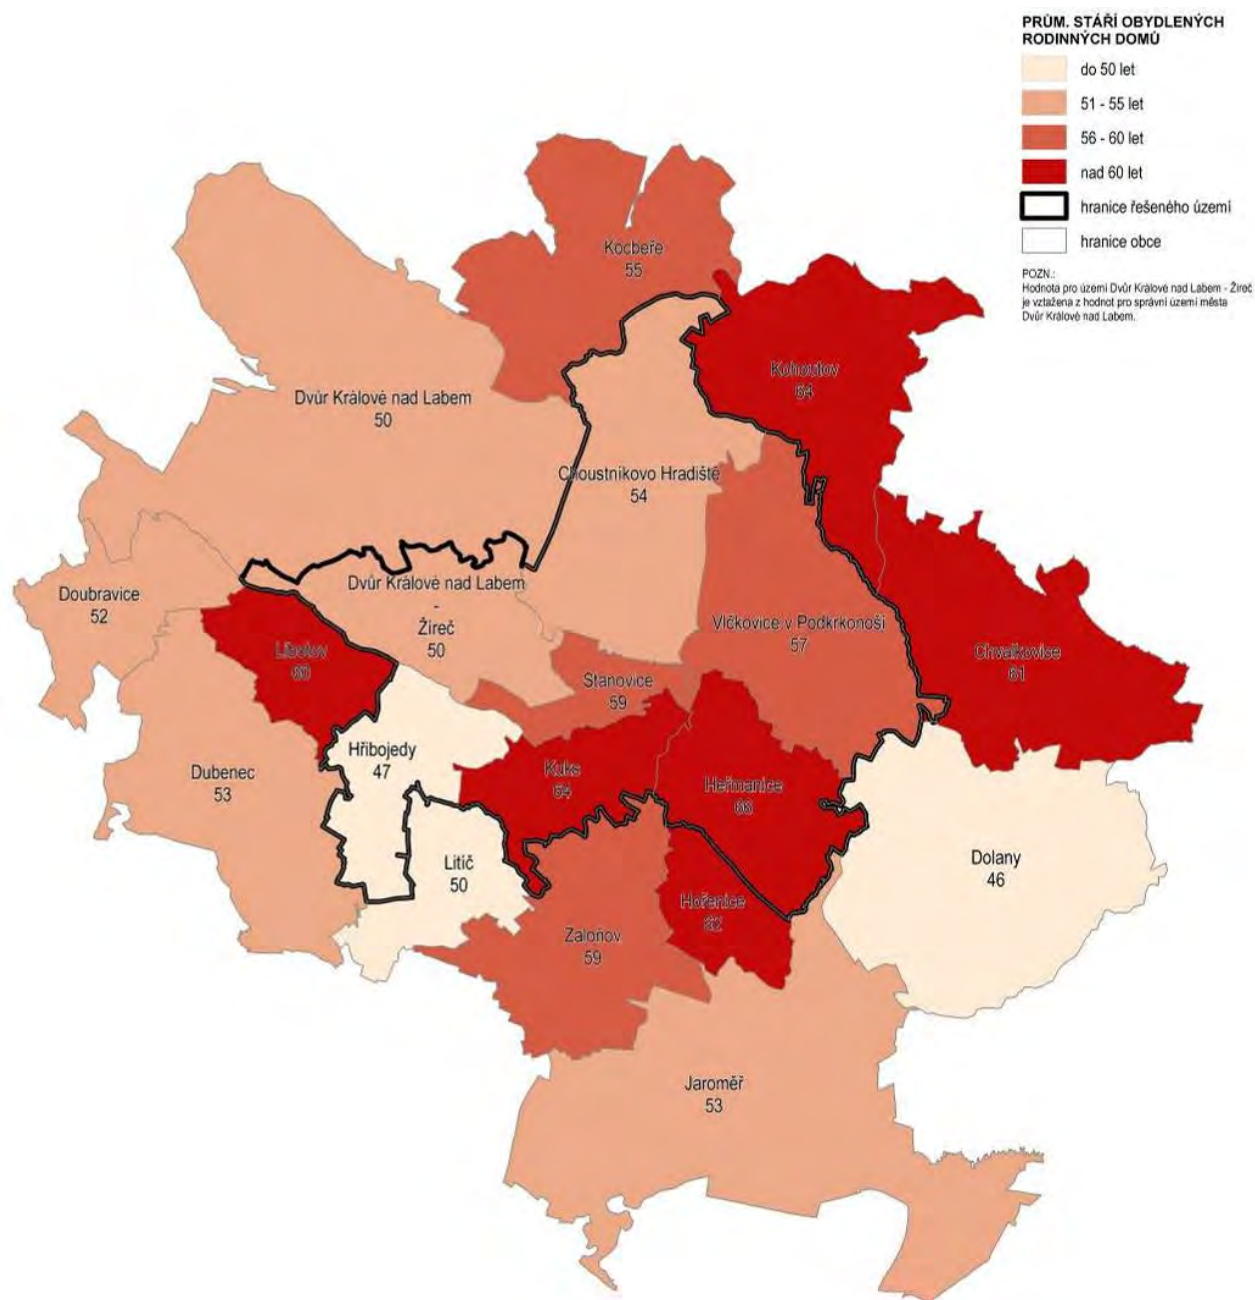 PRŮM. STÁŘÍ OBYDLENÝCH
RODINNÝCH DOMŮ
do 50 let
51 - 55 let
56 - 60 let
nad 60 let
hranice řešeného území
hranice obce
POZN.:
Hodnota pro území Dvůr Králové nad Labem - Žireč
je vztažena z hodnot pro správní území města
Dvůr Králové nad Labem.
Kocbeře
55
Kohoutov
64
Dvůr Králové nad Labem
50
Choustníkovo Hradiště
54
Doubravice
52
Dvůr Králové nad Labem
-
Žireč
50
Vlčkovice v Podkrkonoší
57
Libotov
60
Chvalkovice
61
Stanovice
59
Hřibojedy
47
Dubenec
53
Kuks
64
Heřmanice
66
Litíč
50
Dolany
46
Hořenice
62
Zaloňov
59
Jaroměř
53